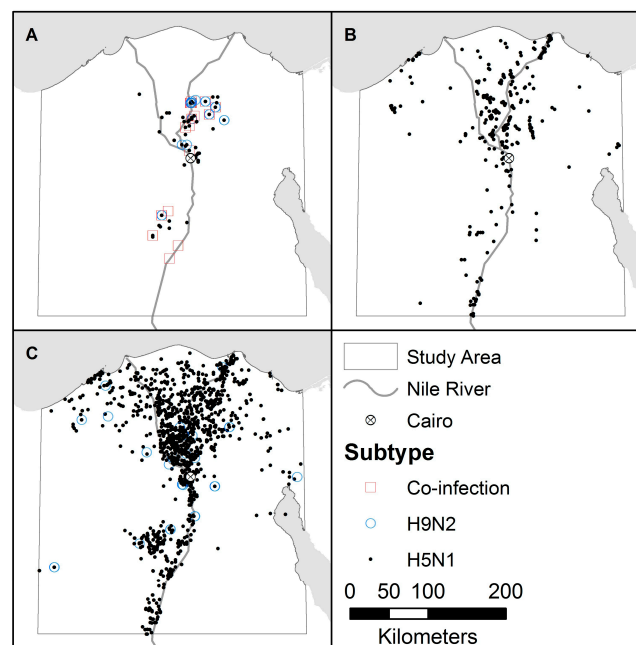 A
B
C
Study Area
Nile River
Cairo
Subtype
Co-infection
H9N2
H5N1
0 50 100 200
Kilometers